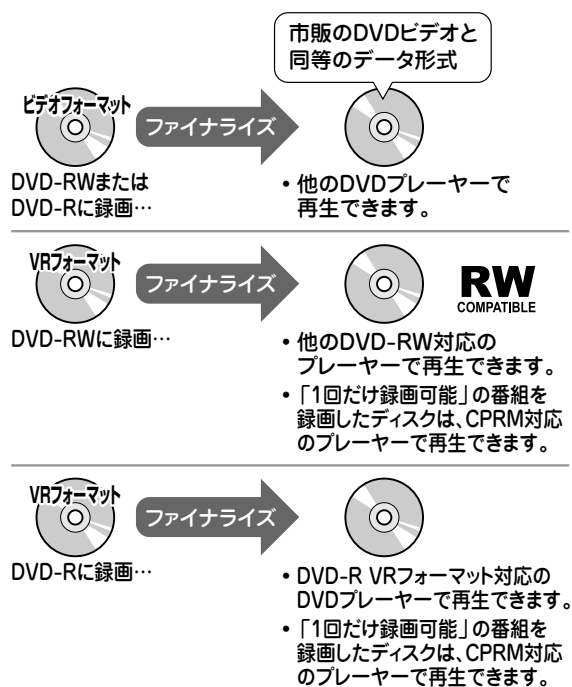 市販のDVDビデオと
同等のデータ形式
ビデオフォーマット
ファイナライズ
DVD-RWまたは
DVD-Rに録画…
• 他のDVDプレーヤーで
再生できます。
VRフォーマット
ファイナライズ
RW
COMPATIBLE
DVD-RWに録画…
• 他のDVD-RW対応の
プレーヤーで再生できます。
• 「1回だけ録画可能」の番組を
録画したディスクは、CPRM対応
のプレーヤーで再生できます。
VRフォーマット
ファイナライズ
DVD-Rに録画…
• DVD-R VRフォーマット対応の
DVDプレーヤーで再生できます。
• 「1回だけ録画可能」の番組を
録画したディスクは、CPRM対応
のプレーヤーで再生できます。